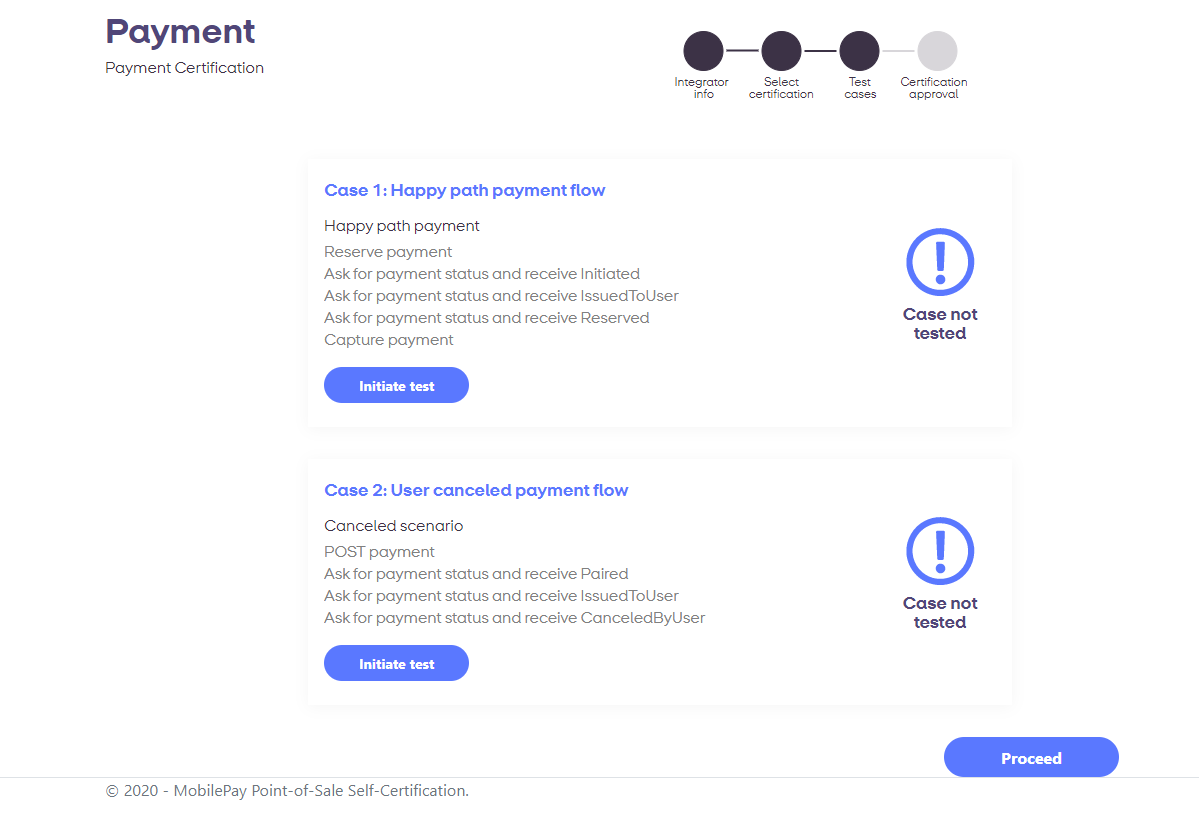 Payment
Payment Certification
Integrator
info
Select
certification
Test
cases
Certification
approval
Case 1: Happy path payment flow
Happy path payment
Reserve payment
Ask for payment status and receive Initiated
Ask for payment status and receive IssuedToUser
Ask for payment status and receive Reserved
Capture payment
Initiate test
Case not
tested
Case 2: User canceled payment flow
Canceled scenario
POST payment
Ask for payment status and receive Paired
Ask for payment status and receive IssuedToUser
Ask for payment status and receive CanceledByUser
Initiate test
Case not
tested
Proceed
© 2020 - MobilePay Point-of-Sale Self-Certification.